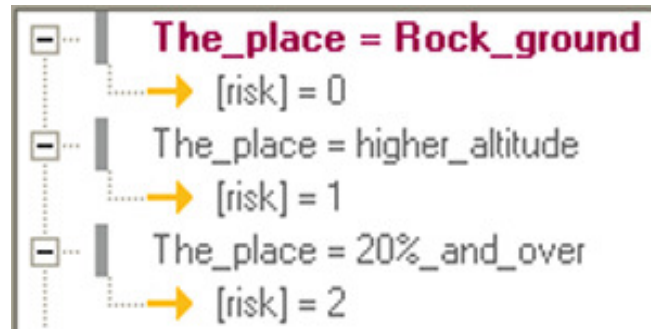 The_place = Rock_ground
[risk] = 0
The_place = higher_altitude
[risk] = 1
The_place = 20%_and_over
[risk] = 2